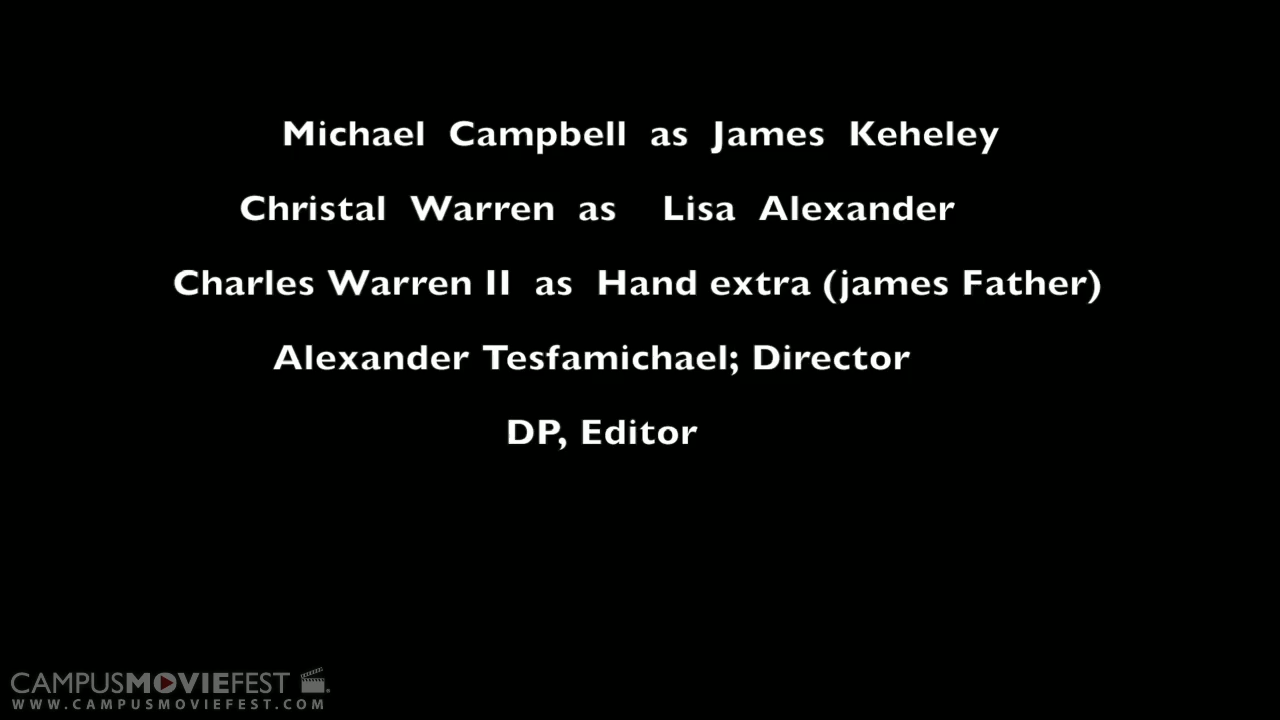 Michael Campbell as James Keheley
Christal Warren as Lisa Alexander
Charles Warren II as Hand extra (james Father)
Alexander Tesfamichael; Director
DP, Editor
CAMPUSMOVIEFEST
WWW.CAMPUSMOVIEFEST.COM